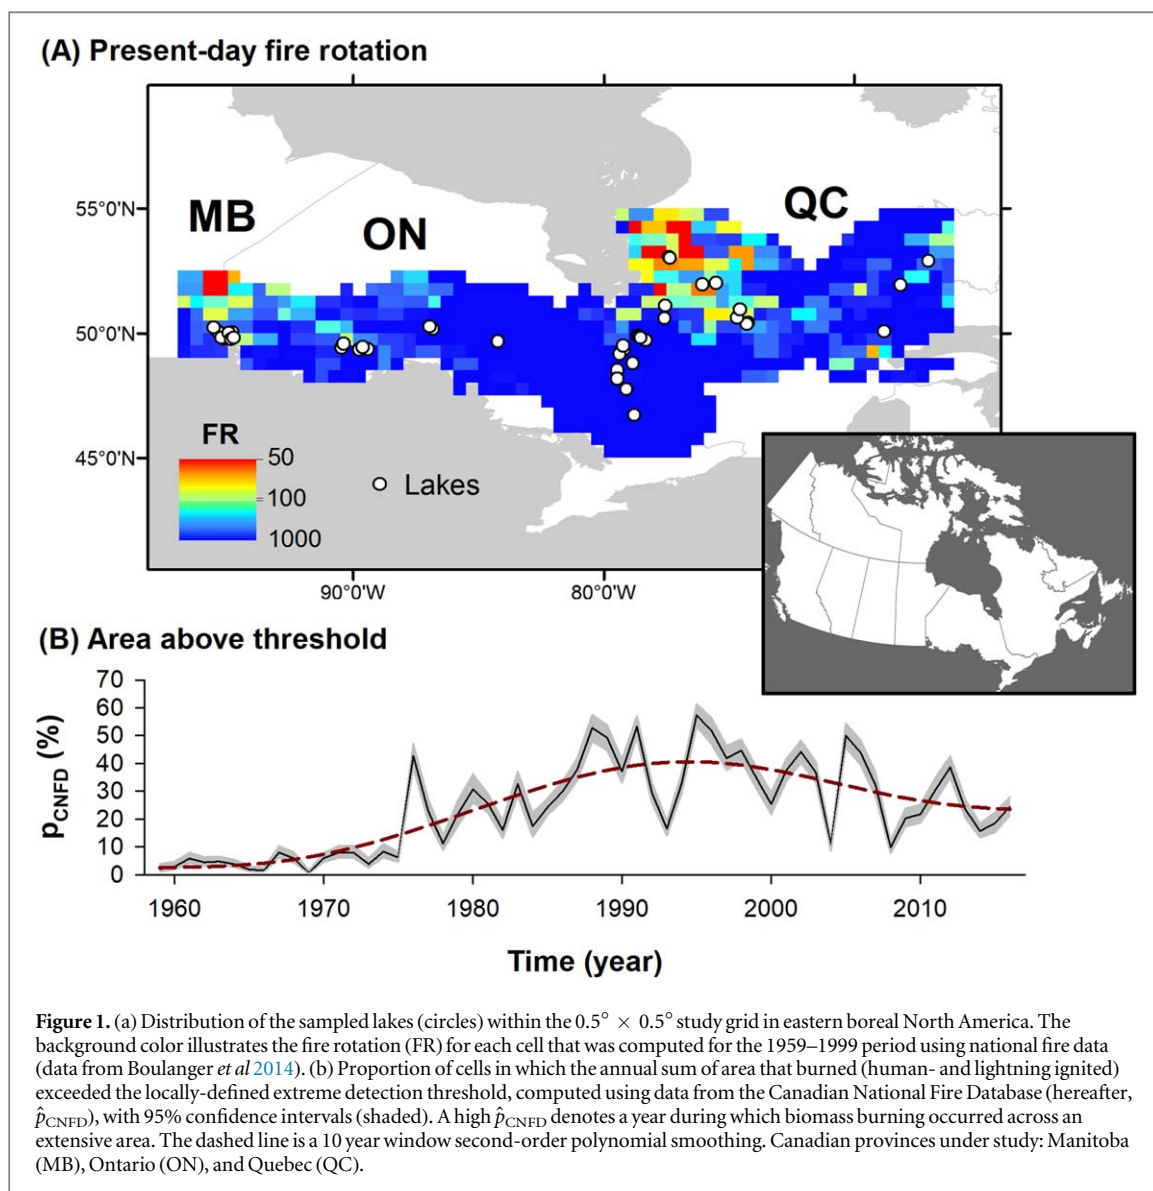 (A) Present-day fire rotation
55°0'N
50°0'N
45°0'N
MB
ON
QC
FR
50
100
1000
Lakes
90°0'W
80°0'W
(B) Area above threshold
pCNFD (%)
70
60
50
40
30
20
10
0
1960
1970
1980
1990
2000
2010
Time (year)
Figure 1. (a) Distribution of the sampled lakes (circles) within the 0.5° × 0.5° study grid in eastern boreal North America. The
background color illustrates the fire rotation (FR) for each cell that was computed for the 1959–1999 period using national fire data
(data from Boulanger et al 2014). (b) Proportion of cells in which the annual sum of area that burned (human- and lightning ignited)
exceeded the locally-defined extreme detection threshold, computed using data from the Canadian National Fire Database (hereafter,
p̂CNFD), with 95% confidence intervals (shaded). A high p̂CNFD denotes a year during which biomass burning occurred across an
extensive area. The dashed line is a 10 year window second-order polynomial smoothing. Canadian provinces under study: Manitoba
(MB), Ontario (ON), and Quebec (QC).